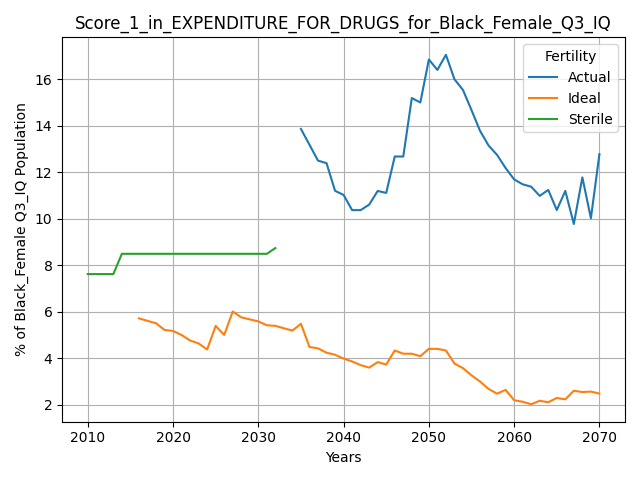 Score_1_in_EXPENDITURE_FOR_DRUGS_for_Black_Female_Q3_IQ
Fertility
Actual
Ideal
Sterile
% of Black_Female Q3_IQ Population
16
14
12
10
8
6
4
2
2010
2020
2030
2040
2050
2060
2070
Years